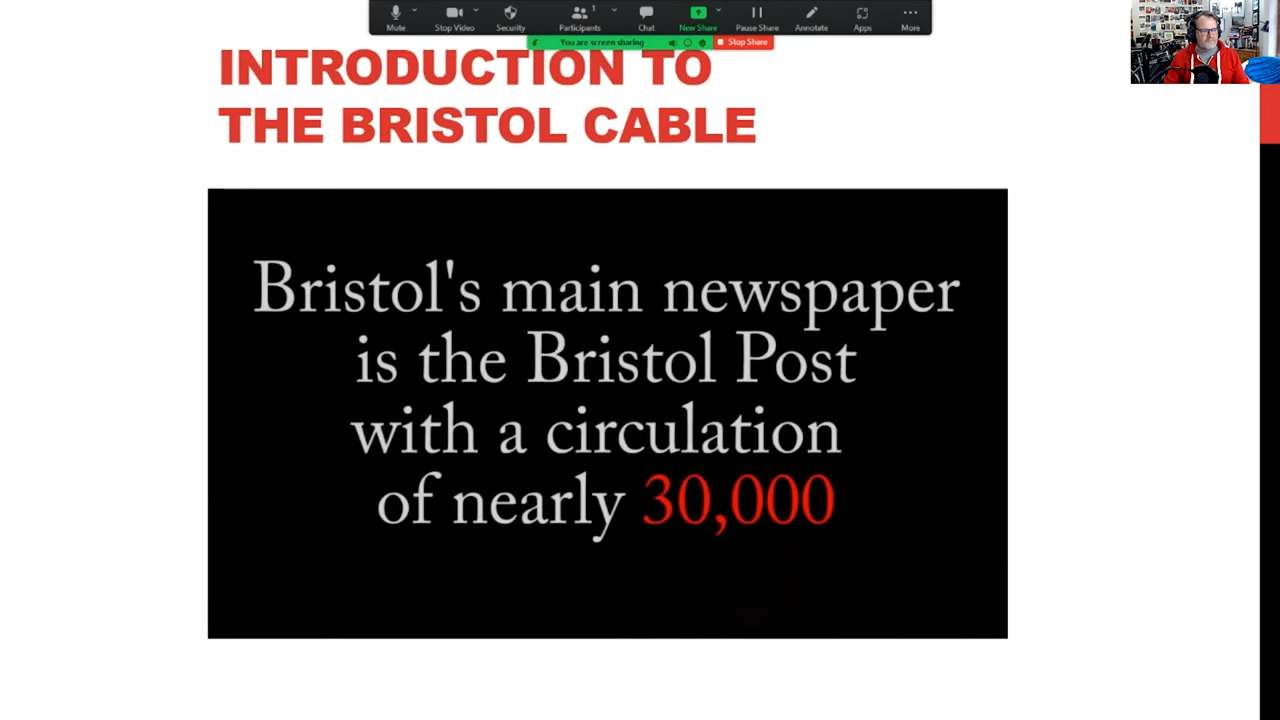 1
Mute
Stop Video
Security
Participants
Chat
New Share
Pause Share
Annotate
Apps
More
You are screen sharing
Stop Share
INTRODUCTION TO
THE BRISTOL CABLE
Bristol's main newspaper
is the Bristol Post
with a circulation
of nearly 30,000